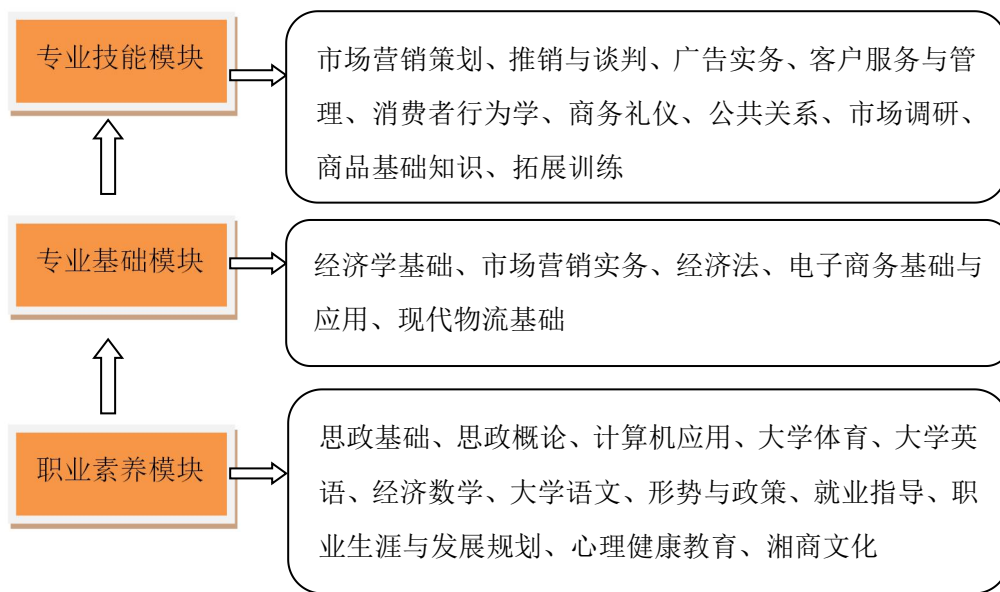 专业技能模块
市场营销策划、推销与谈判、广告实务、客户服务与管
理、消费者行为学、商务礼仪、公共关系、市场调研、
商品基础知识、拓展训练
专业基础模块
经济学基础、市场营销实务、经济法、电子商务基础与
应用、现代物流基础
职业素养模块
思政基础、思政概论、计算机应用、大学体育、大学英
语、经济数学、大学语文、形势与政策、就业指导、职
业生涯与发展规划、心理健康教育、湘商文化